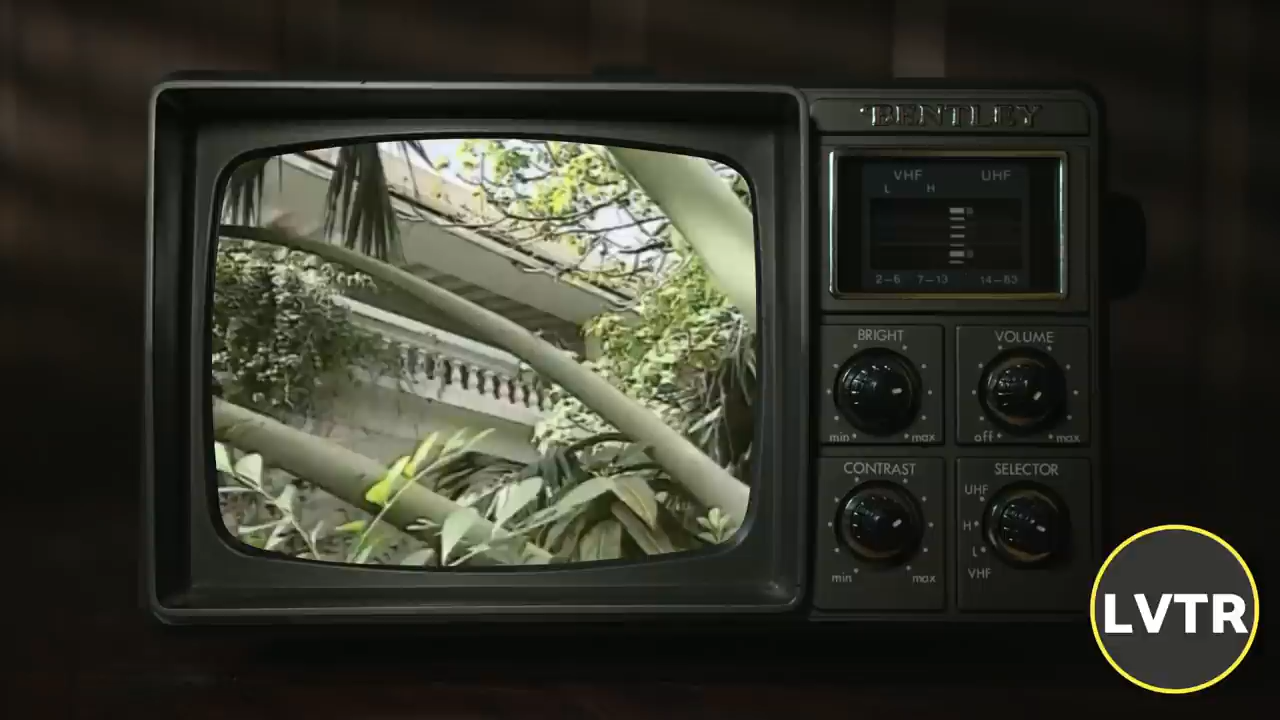 BENTLEY
VHF UHF
L H
2–6 7–13 14–83
BRIGHT
min max
VOLUME
off max
CONTRAST
min max
SELECTOR
UHF
H
L
VHF
LVTR